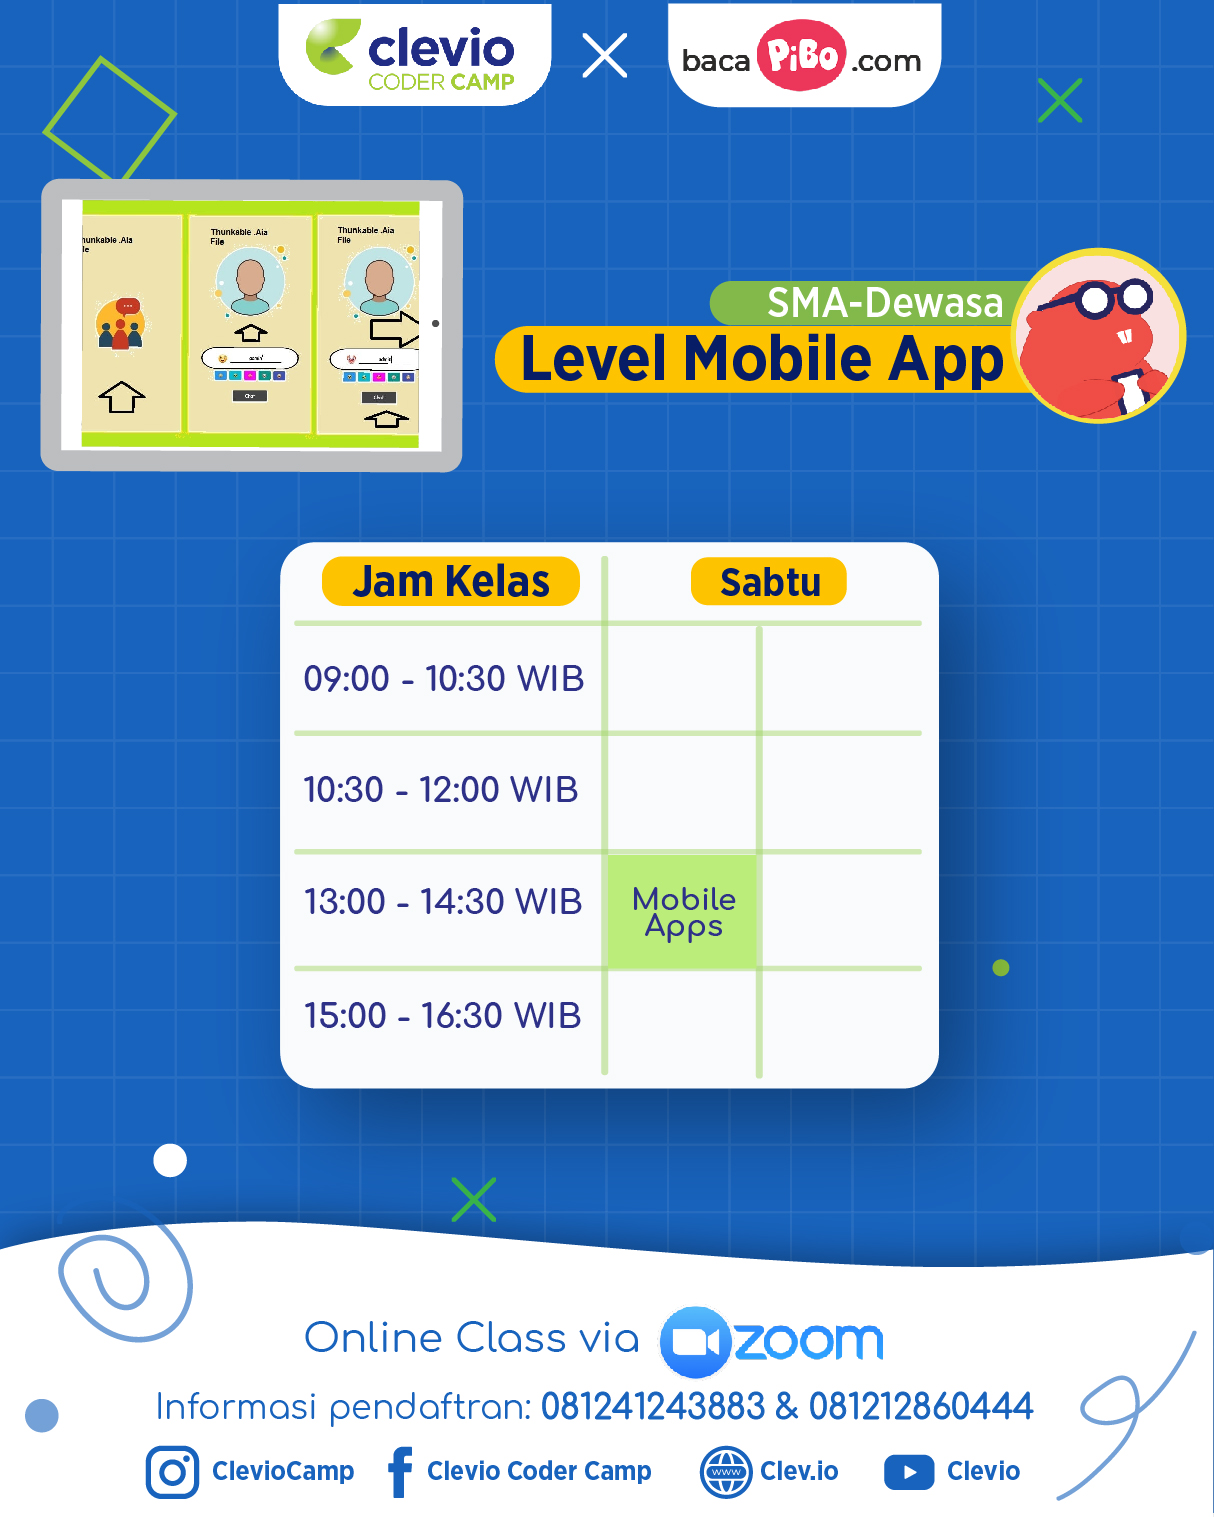 clevio
CODER CAMP
baca PiBo .com
Thunkable .Aia
File
Thunkable .Aia
File
SMA-Dewasa
Level Mobile App
Chat
Chat
Jam Kelas
Sabtu
09:00 - 10:30 WIB
10:30 - 12:00 WIB
13:00 - 14:30 WIB
Mobile
Apps
15:00 - 16:30 WIB
Online Class via zoom
Informasi pendaftran: 081241243883 & 081212860444
ClevioCamp
Clevio Coder Camp
www
Clev.io
Clevio